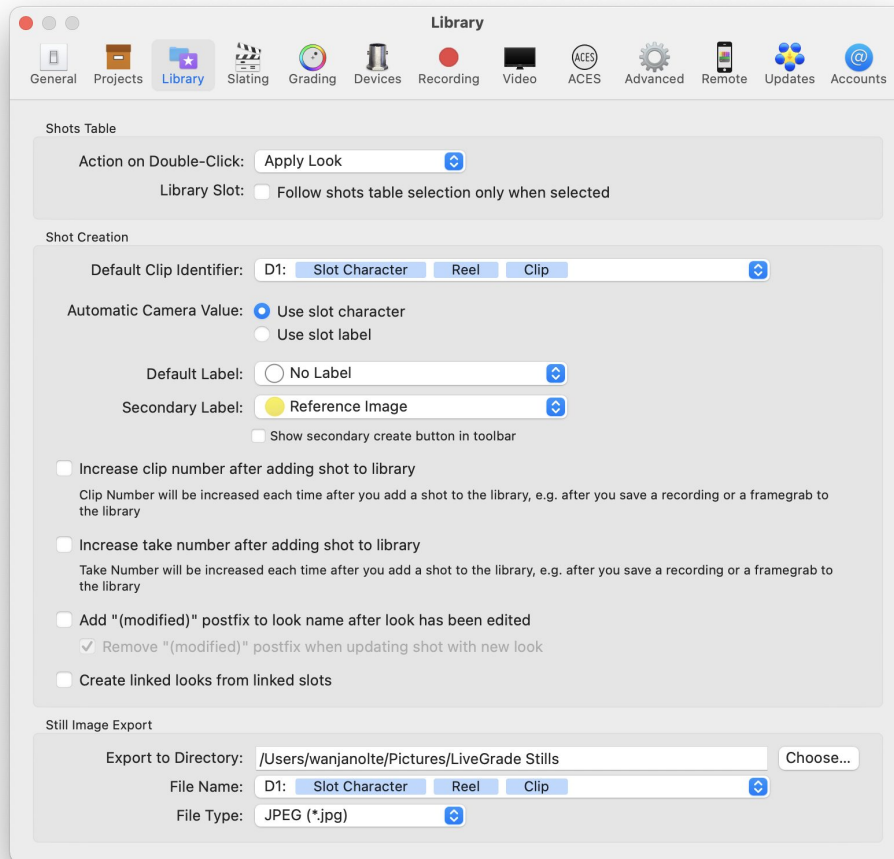 Library
General Projects Library Slating Grading Devices Recording Video ACES ACES Advanced Remote Updates Accounts
Shots Table
Action on Double-Click: Apply Look
Library Slot: Follow shots table selection only when selected
Shot Creation
Default Clip Identifier: D1: Slot Character Reel Clip
Automatic Camera Value: Use slot character
Use slot label
Default Label: No Label
Secondary Label: Reference Image
Show secondary create button in toolbar
Increase clip number after adding shot to library
Clip Number will be increased each time after you add a shot to the library, e.g. after you save a recording or a framegrab to
the library
Increase take number after adding shot to library
Take Number will be increased each time after you add a shot to the library, e.g. after you save a recording or a framegrab to
the library
Add "(modified)" postfix to look name after look has been edited
Remove "(modified)" postfix when updating shot with new look
Create linked looks from linked slots
Still Image Export
Export to Directory: /Users/wanjanolte/Pictures/LiveGrade Stills Choose...
File Name: D1: Slot Character Reel Clip
File Type: JPEG (*.jpg)